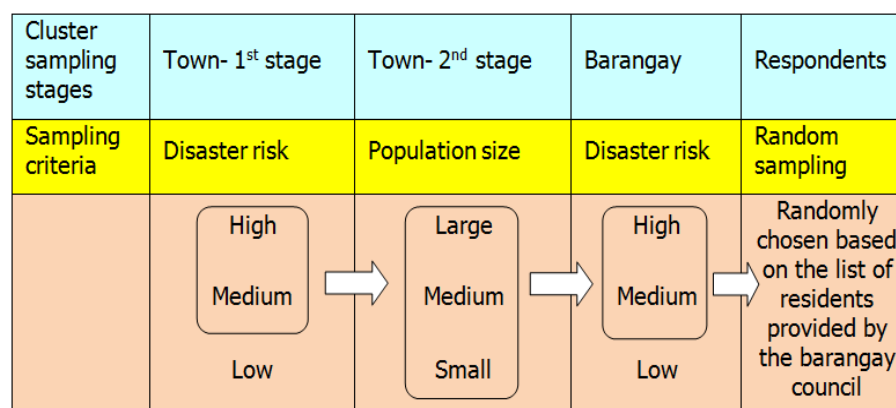 Cluster
sampling
stages
Town- 1st stage
Town- 2nd stage
Barangay
Respondents
Sampling
criteria
Disaster risk
Population size
Disaster risk
Random
sampling
High
Medium
Low
Large
Medium
Small
High
Medium
Low
Randomly
chosen based
on the list of
residents
provided by
the barangay
council